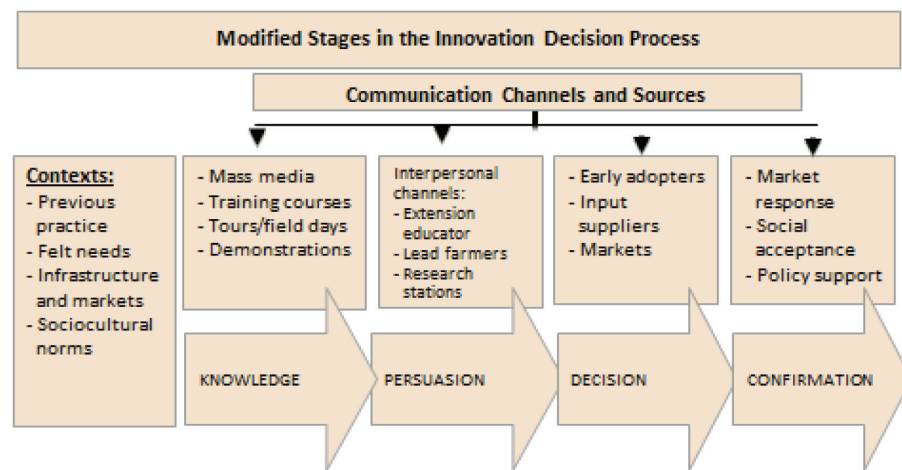 Modified Stages in the Innovation Decision Process
Communication Channels and Sources
Contexts:
- Previous
practice
- Felt needs
- Infrastructure
and markets
- Sociocultural
norms
- Mass media
- Training courses
- Tours/field days
- Demonstrations
Interpersonal
channels:
- Extension
educator
- Lead farmers
- Research
stations
- Early adopters
- Input
suppliers
- Markets
- Market
response
- Social
acceptance
- Policy support
KNOWLEDGE
PERSUASION
DECISION
CONFIRMATION